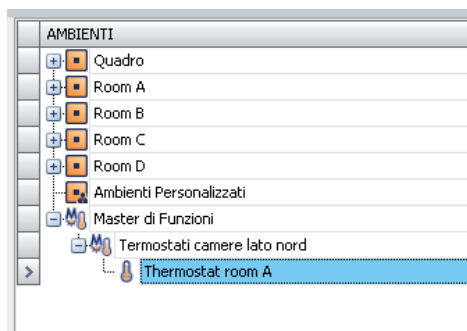 AMBIENTI
Quadro
Room A
Room B
Room C
Room D
Ambienti Personalizzati
Master di Funzioni
Termostati camere lato nord
Thermostat room A